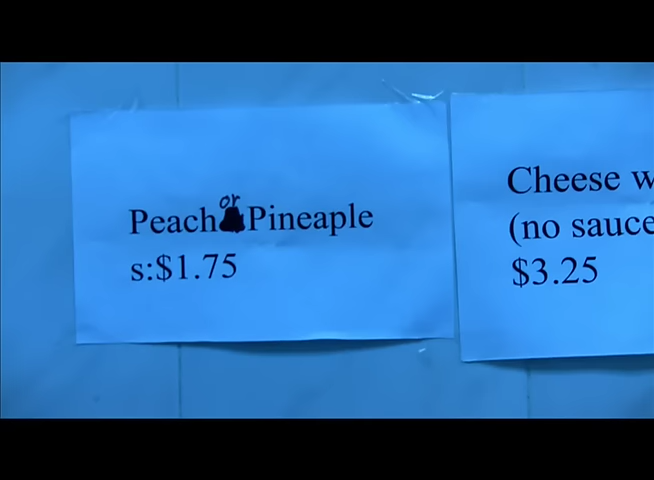 Peach or Pineaple
s:$1.75
Cheese w
(no sauce
$3.25